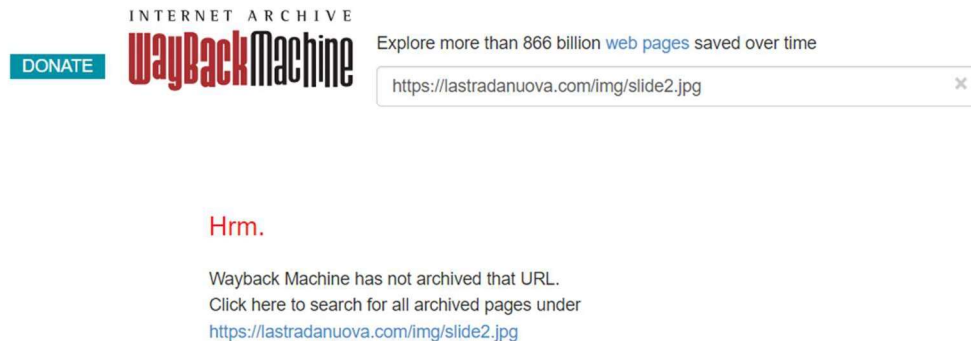 INTERNET ARCHIVE
DONATE
WayBackMachine
Explore more than 866 billion web pages saved over time
https://lastradanuova.com/img/slide2.jpg ×
Hrm.
Wayback Machine has not archived that URL.
Click here to search for all archived pages under
https://lastradanuova.com/img/slide2.jpg